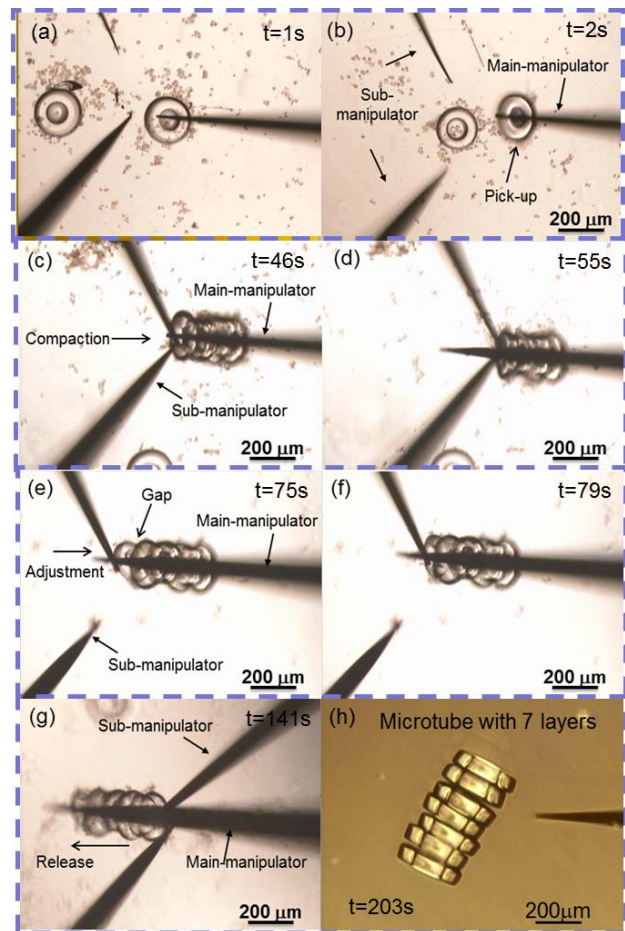 (a)
t=1s
(b)
t=2s
Sub-
manipulator
Main-manipulator
Pick-up
200 μm
(c)
t=46s
Main-manipulator
Compaction
Sub-manipulator
200 μm
(d)
t=55s
200 μm
(e)
t=75s
Gap
Main-manipulator
Adjustment
Sub-manipulator
200 μm
(f)
t=79s
200 μm
(g)
t=141s
Sub-manipulator
Release
Main-manipulator
200 μm
(h)
Microtube with 7 layers
t=203s
200μm